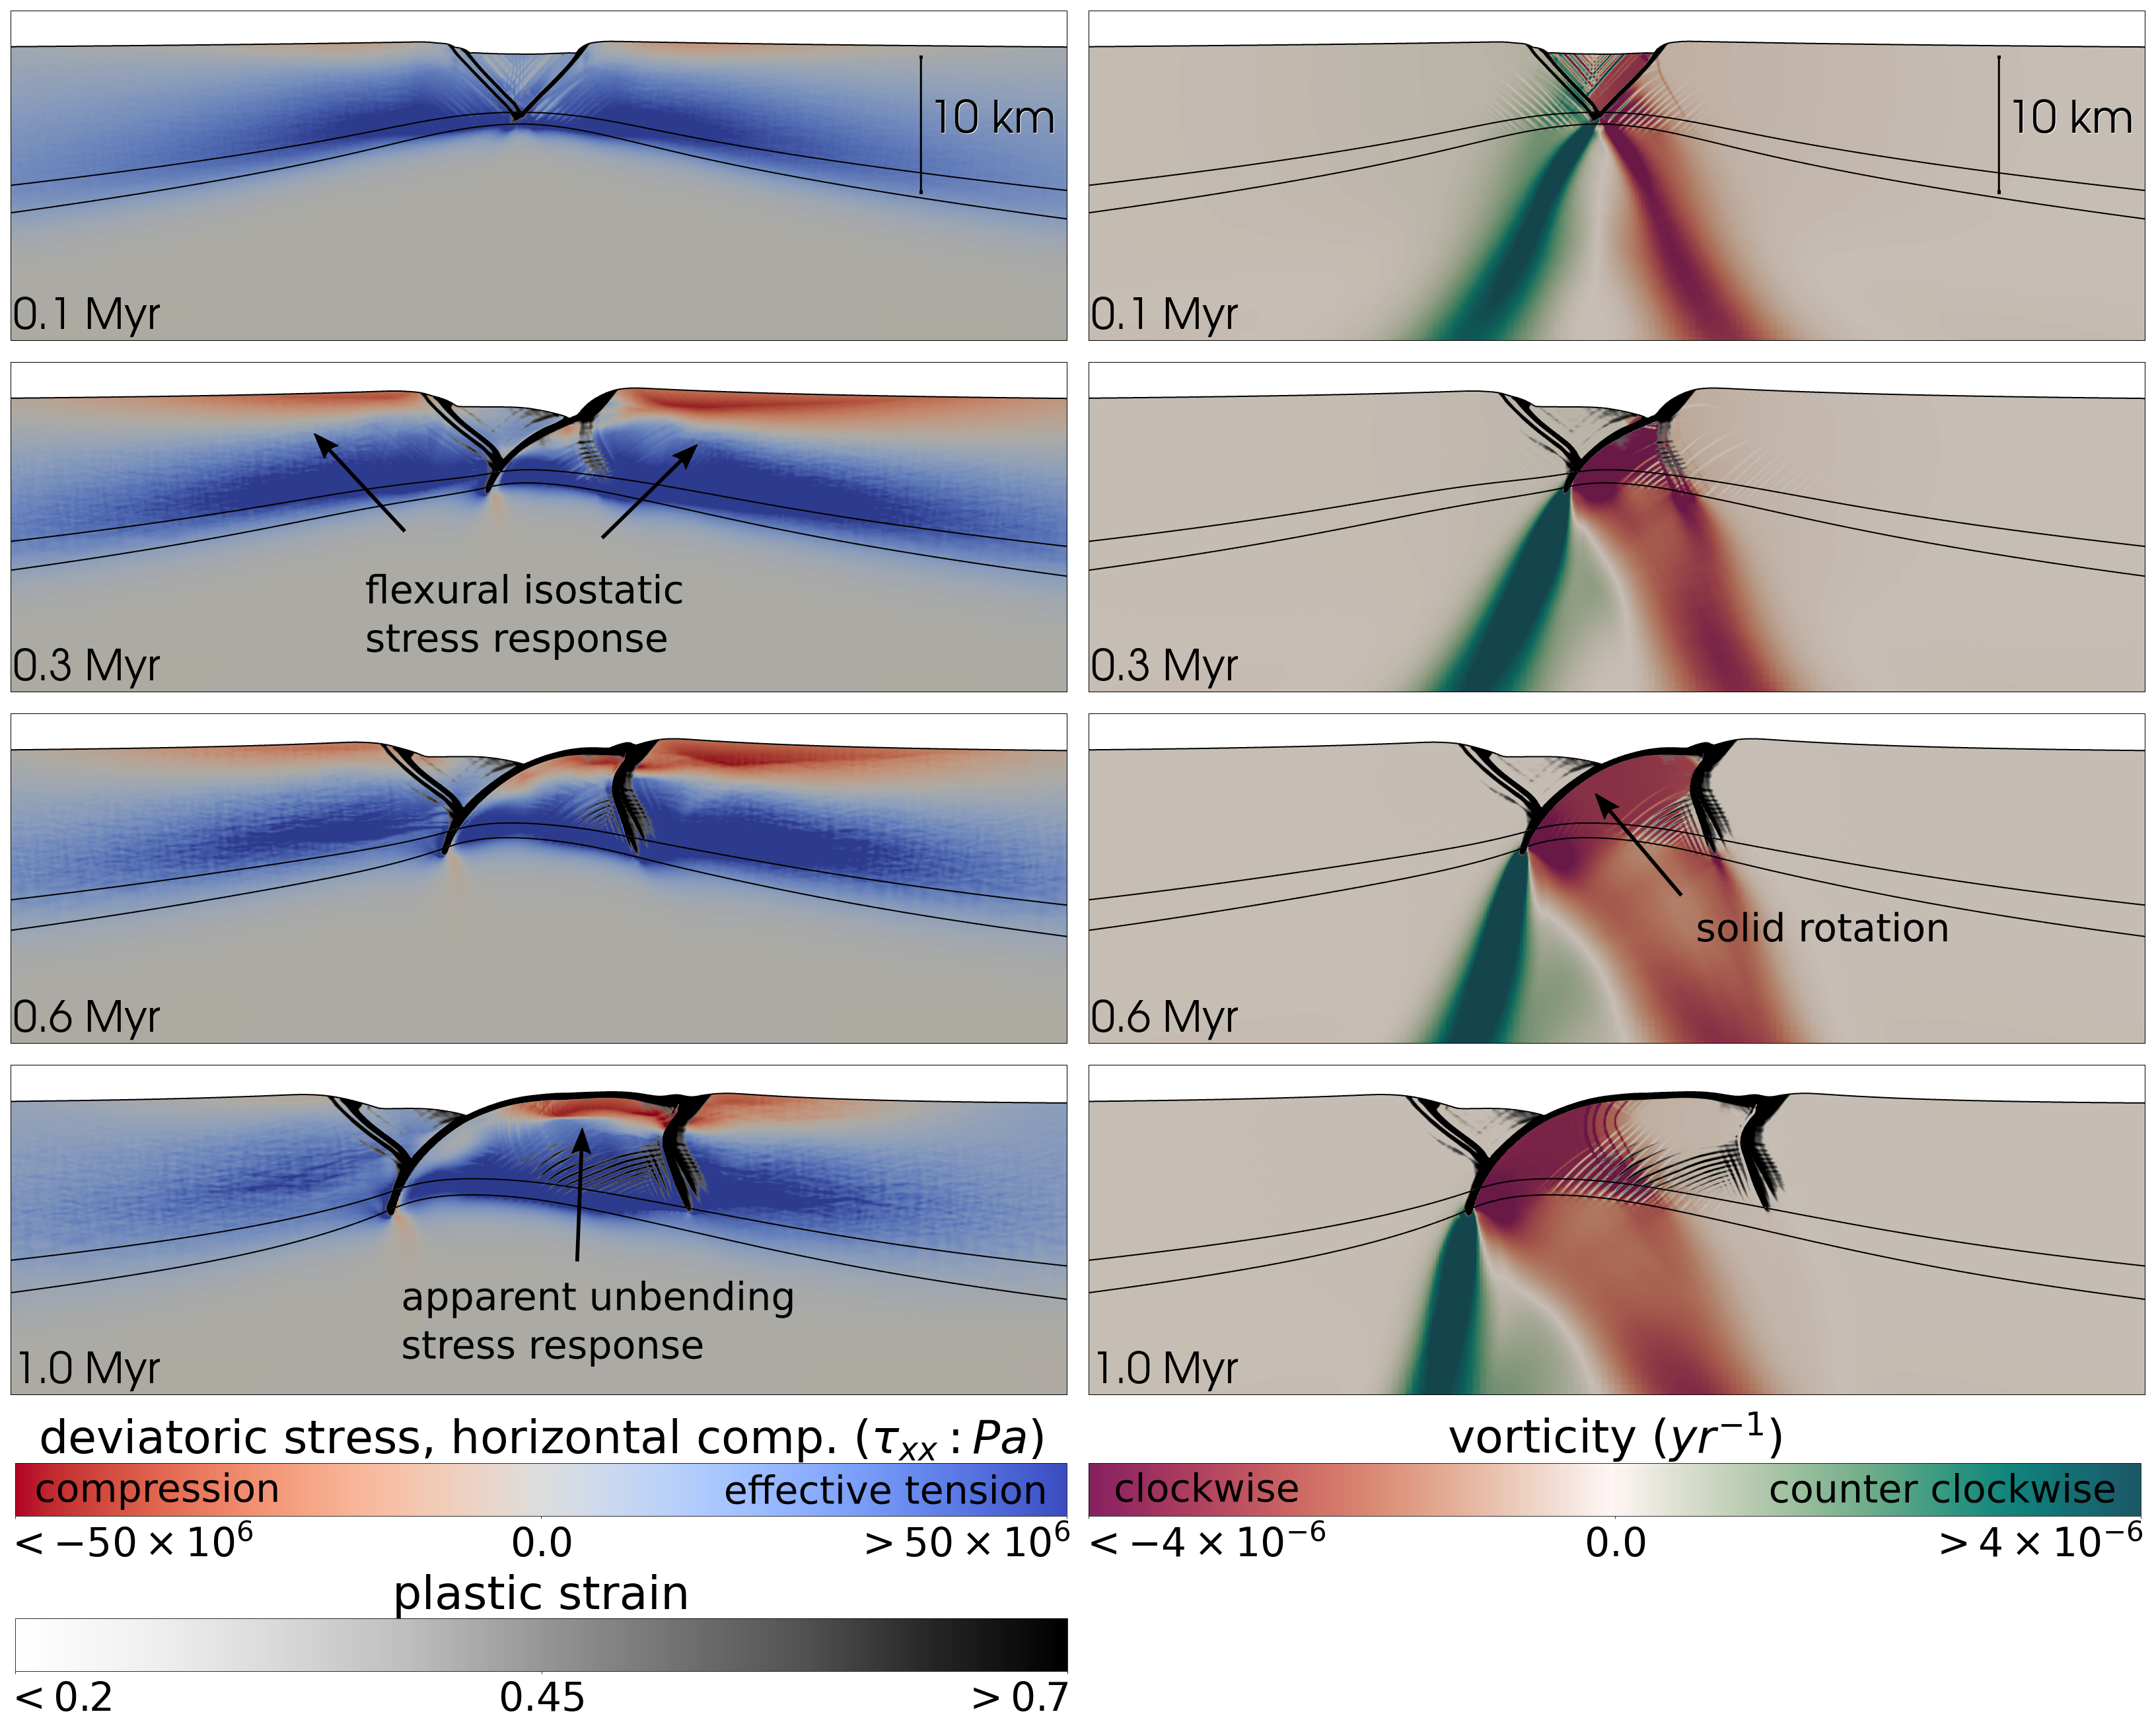 10 km
0.1 Myr
10 km
0.1 Myr
flexural isostatic
stress response
0.3 Myr
0.3 Myr
0.6 Myr
solid rotation
0.6 Myr
apparent unbending
stress response
1.0 Myr
1.0 Myr
deviatoric stress, horizontal comp. (τxx : Pa)
compression effective tension
< −50 × 10⁶ 0.0 > 50 × 10⁶
plastic strain
< 0.2 0.45 > 0.7
vorticity (yr⁻¹)
clockwise counter clockwise
< −4 × 10⁻⁶ 0.0 > 4 × 10⁻⁶